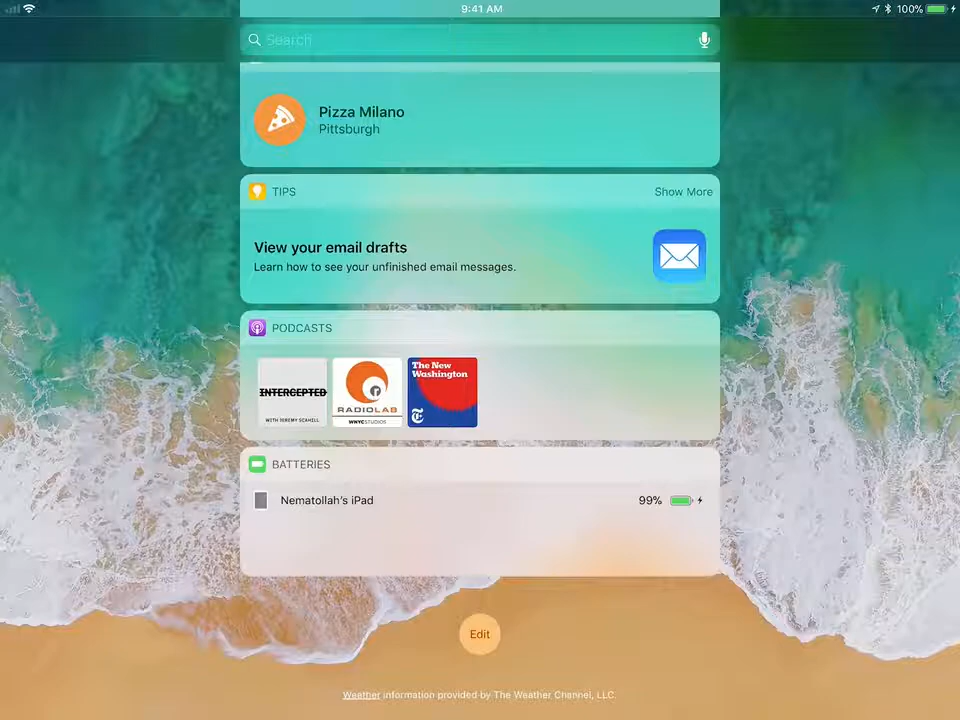 9:41 AM
100%
Search
Pizza Milano
Pittsburgh
TIPS
Show More
View your email drafts
Learn how to see your unfinished email messages.
PODCASTS
INTERCEPTED
WITH JEREMY SCAHILL
RADIOLAB
WNYCSTUDIOS
The New
Washington
T
BATTERIES
Nematollah's iPad
99%
Edit
Weather information provided by The Weather Channel, LLC.